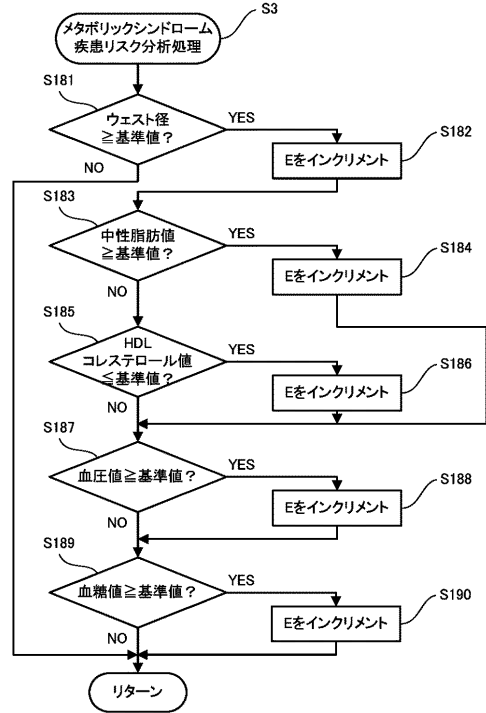 メタボリックシンドローム
疾患リスク分析処理
S3
S181
ウェスト径
≧基準値?
YES
S182
Eをインクリメント
NO
S183
中性脂肪値
≧基準値?
YES
S184
Eをインクリメント
NO
S185
HDL
コレステロール値
≦基準値?
YES
S186
Eをインクリメント
NO
S187
血圧値≧基準値?
YES
S188
Eをインクリメント
NO
S189
血糖値≧基準値?
YES
S190
Eをインクリメント
NO
リターン